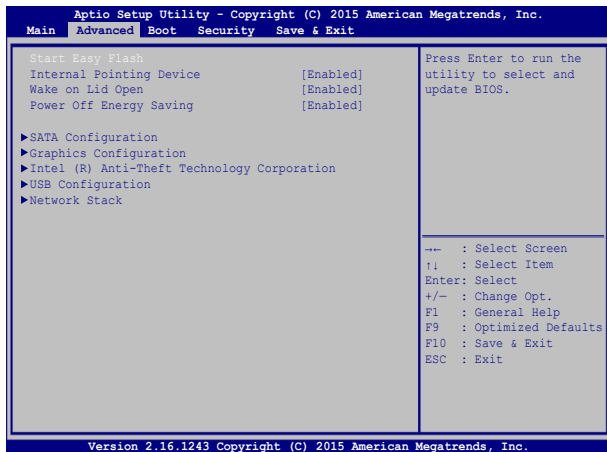 Aptio Setup Utility - Copyright (C) 2015 American Megatrends, Inc.
Main Advanced Boot Security Save & Exit
Start Easy Flash
Internal Pointing Device [Enabled]
Wake on Lid Open [Enabled]
Power Off Energy Saving [Enabled]
▶SATA Configuration
▶Graphics Configuration
▶Intel (R) Anti-Theft Technology Corporation
▶USB Configuration
▶Network Stack
Press Enter to run the
utility to select and
update BIOS.
→← : Select Screen
↑↓ : Select Item
Enter: Select
+/— : Change Opt.
F1 : General Help
F9 : Optimized Defaults
F10 : Save & Exit
ESC : Exit
Version 2.16.1243 Copyright (C) 2015 American Megatrends, Inc.